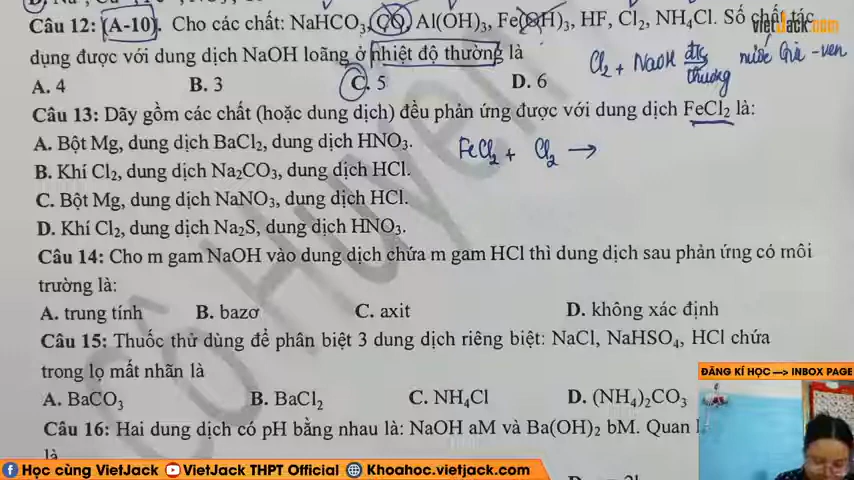 Câu 12: (A-10). Cho các chất: NaHCO₃, CO, Al(OH)₃, Fe(OH)₃, HF, Cl₂, NH₄Cl. Số chất tác
vietJack.com
dụng được với dung dịch NaOH loãng ở nhiệt độ thường là
Cl₂ + NaOH đk thường nước Gia-ven
A. 4 B. 3 C. 5 D. 6
Câu 13: Dãy gồm các chất (hoặc dung dịch) đều phản ứng được với dung dịch FeCl₂ là:
A. Bột Mg, dung dịch BaCl₂, dung dịch HNO₃.
FeCl₂ + Cl₂ →
B. Khí Cl₂, dung dịch Na₂CO₃, dung dịch HCl.
C. Bột Mg, dung dịch NaNO₃, dung dịch HCl.
D. Khí Cl₂, dung dịch Na₂S, dung dịch HNO₃.
Câu 14: Cho m gam NaOH vào dung dịch chứa m gam HCl thì dung dịch sau phản ứng có môi
trường là:
A. trung tính B. bazơ C. axit D. không xác định
Câu 15: Thuốc thử dùng để phân biệt 3 dung dịch riêng biệt: NaCl, NaHSO₄, HCl chứa
trong lọ mất nhãn là
ĐĂNG KÍ HỌC —> INBOX PAGE
A. BaCO₃ B. BaCl₂ C. NH₄Cl D. (NH₄)₂CO₃
Câu 16: Hai dung dịch có pH bằng nhau là: NaOH aM và Ba(OH)₂ bM. Quan
là
Cô Huyền
Học cùng VietJack VietJack THPT Official Khoahoc.vietjack.com